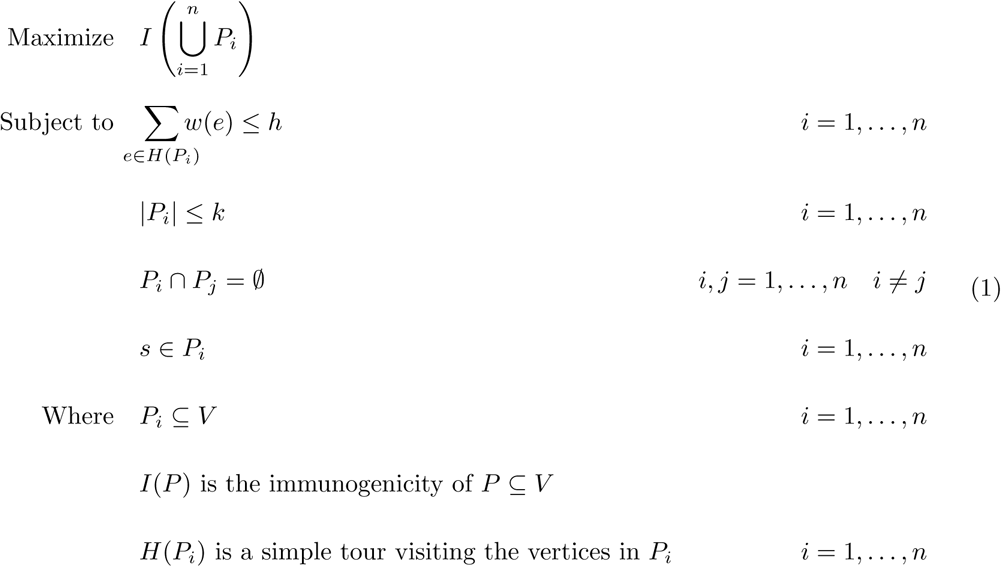 Maximize I(⋃_{i=1}^{n} P_i)
Subject to ∑_{e∈H(P_i)} w(e) ≤ h i = 1, . . . , n
|P_i| ≤ k i = 1, . . . , n
P_i ∩ P_j = ∅ i, j = 1, . . . , n i ≠ j (1)
s ∈ P_i i = 1, . . . , n
Where P_i ⊆ V i = 1, . . . , n
I(P) is the immunogenicity of P ⊆ V
H(P_i) is a simple tour visiting the vertices in P_i i = 1, . . . , n